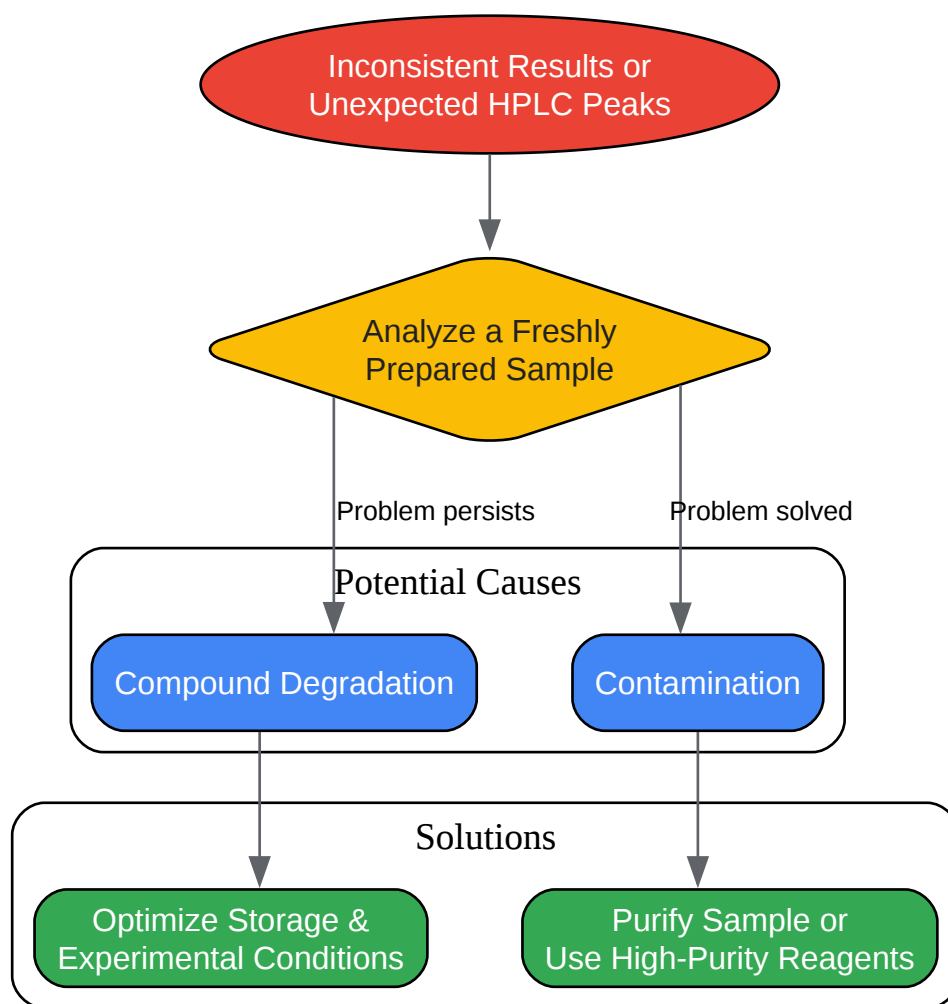 Inconsistent Results or
Unexpected HPLC Peaks
Analyze a Freshly
Prepared Sample
Problem persists
Problem solved
Potential Causes
Compound Degradation
Contamination
Solutions
Optimize Storage &
Experimental Conditions
Purify Sample or
Use High-Purity Reagents